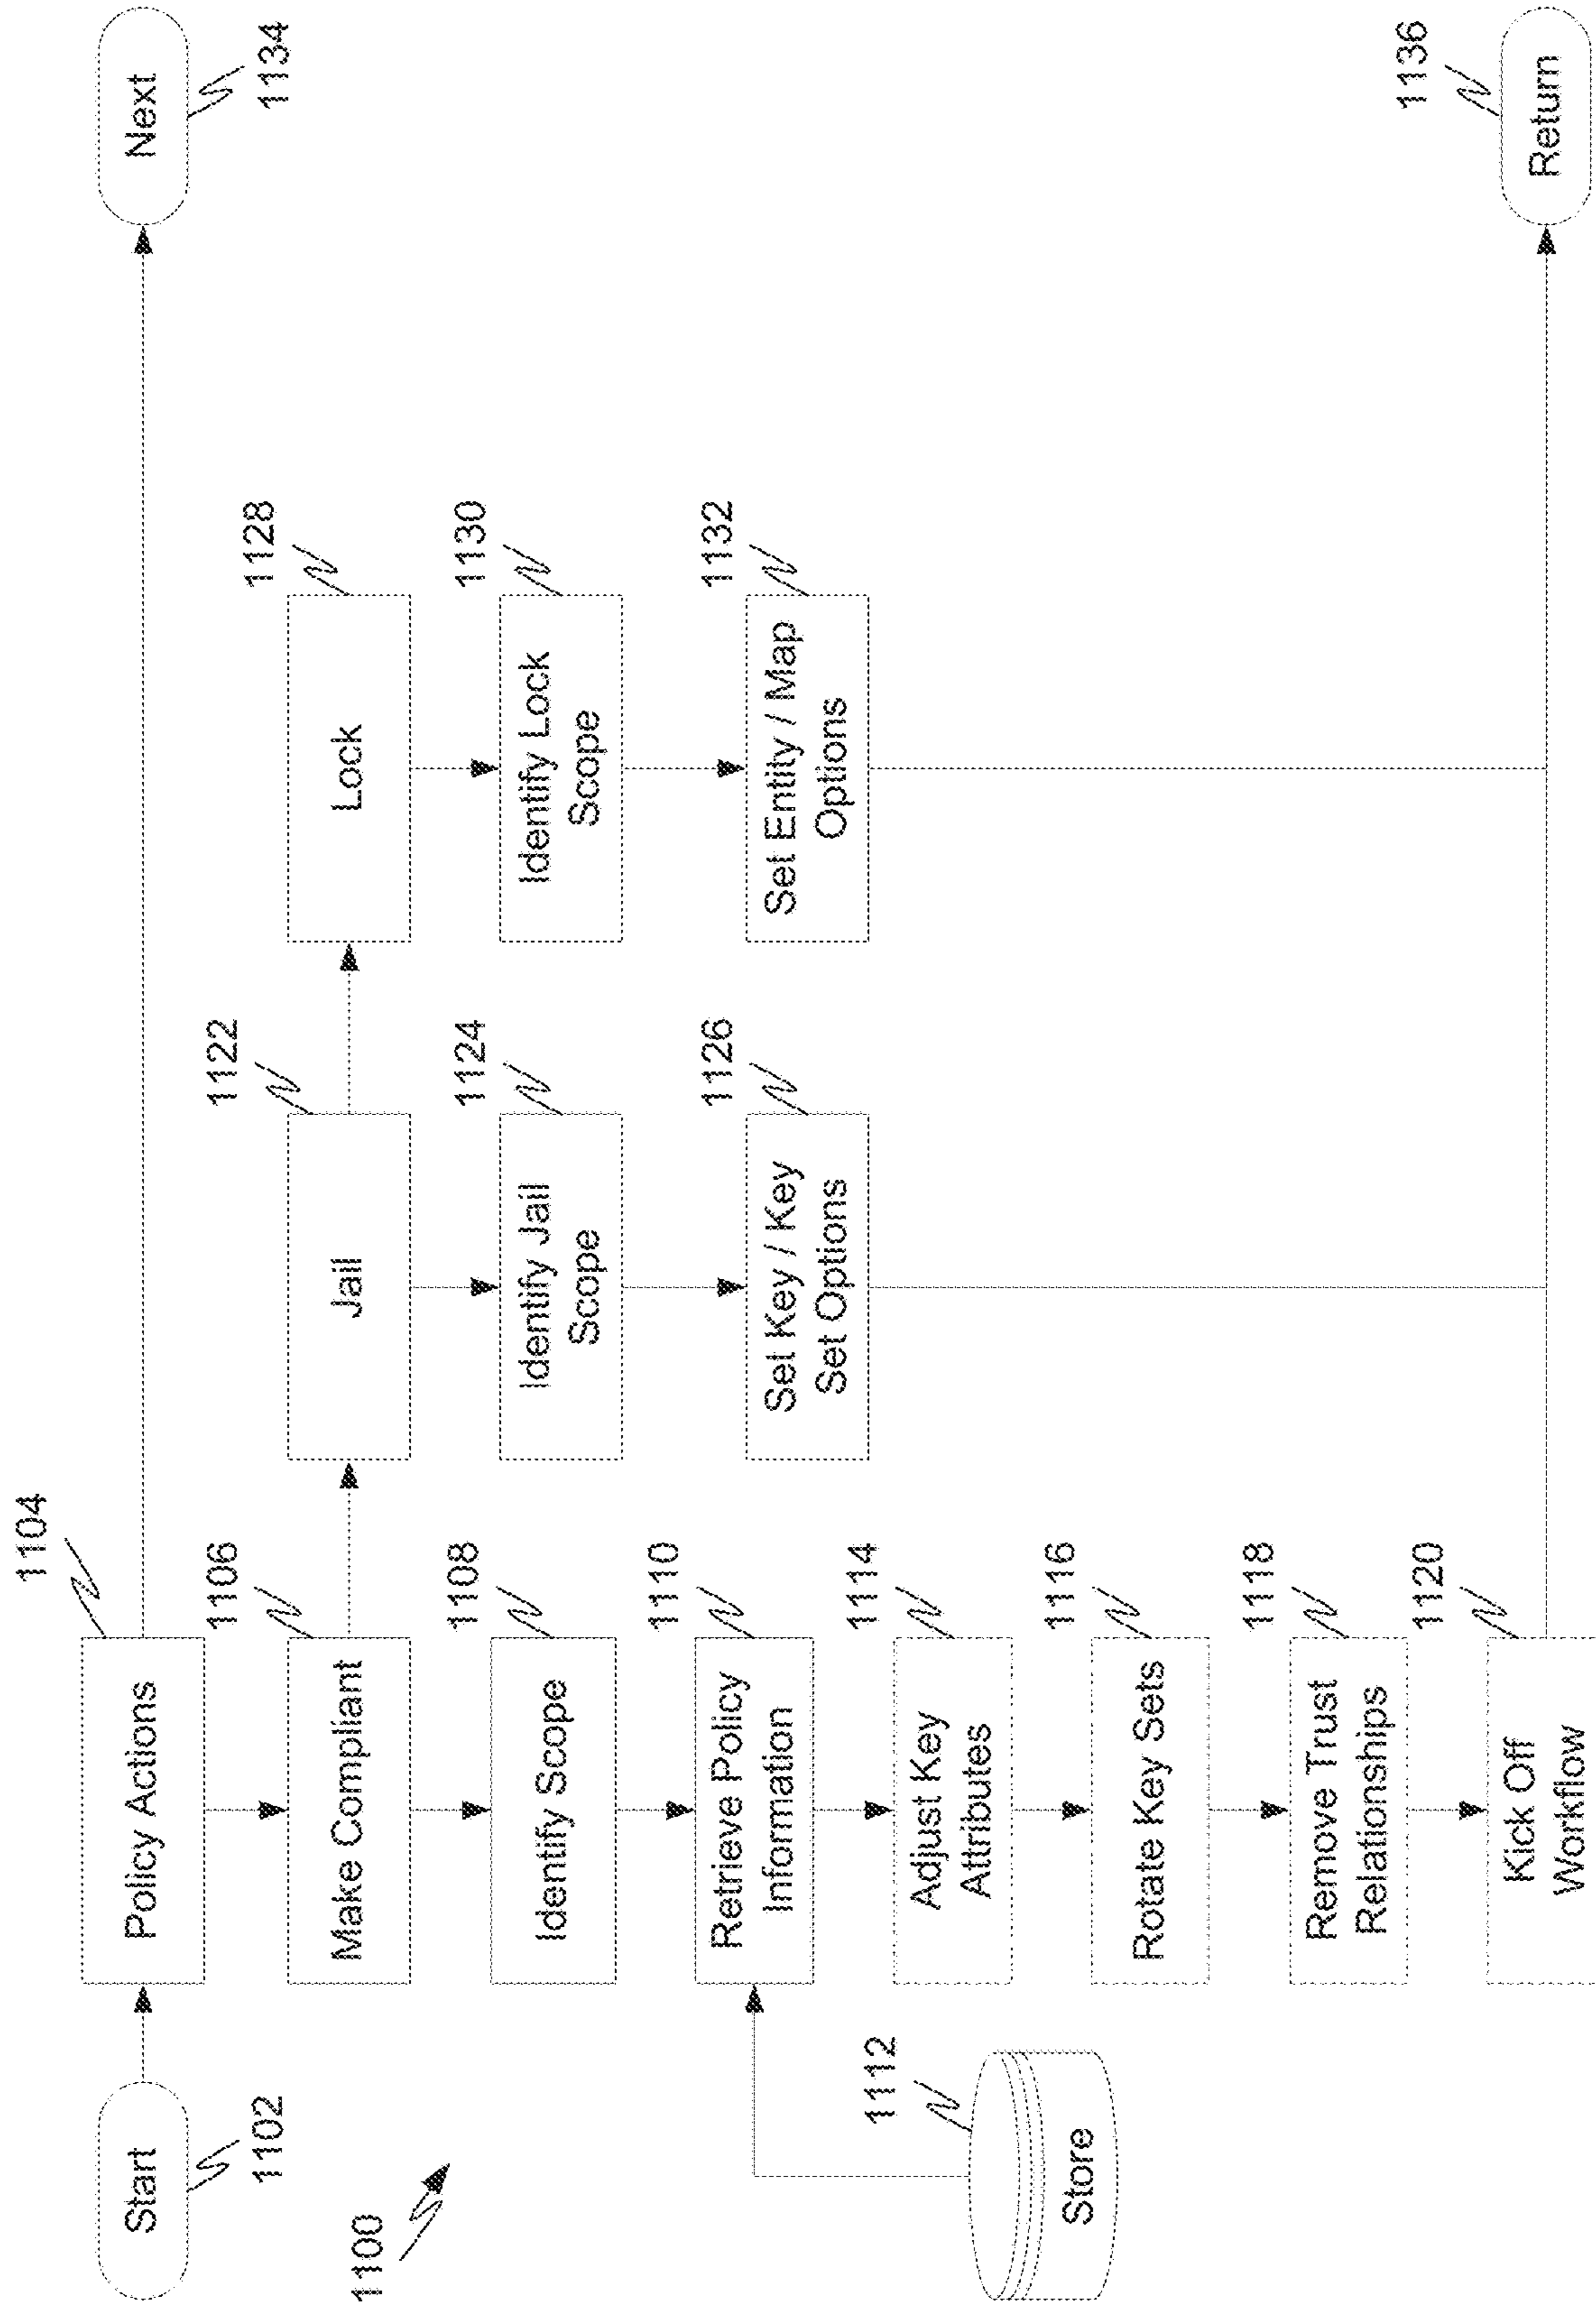 1100
Start
1102
Policy Actions
1104
Next
1134
Make Compliant
1106
Jail
1122
Lock
1128
Identify Scope
1108
Identify Jail
Scope
1124
Identify Lock
Scope
1130
Retrieve Policy
Information
1110
Set Key / Key
Set Options
1126
Set Entity / Map
Options
1132
Store
1112
Adjust Key
Attributes
1114
Rotate Key Sets
1116
Remove Trust
Relationships
1118
Kick Off
Workflow
1120
Return
1136